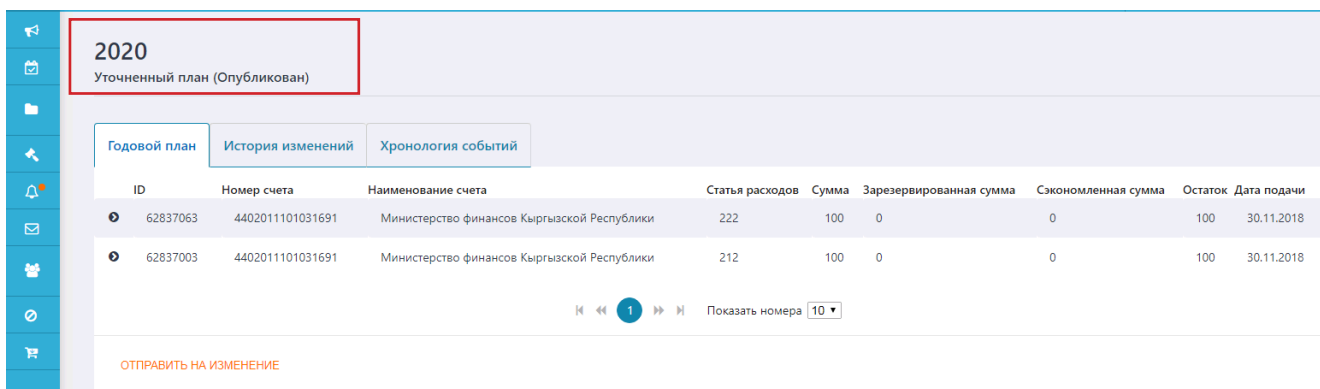 2020
Уточненный план (Опубликован)
Годовой план История изменений Хронология событий
ID Номер счета Наименование счета Статья расходов Сумма Зарезервированная сумма Сэкономленная сумма Остаток Дата подачи
62837063 4402011101031691 Министерство финансов Кыргызской Республики 222 100 0 0 100 30.11.2018
62837003 4402011101031691 Министерство финансов Кыргызской Республики 212 100 0 0 100 30.11.2018
1 Показать номера 10
ОТПРАВИТЬ НА ИЗМЕНЕНИЕ